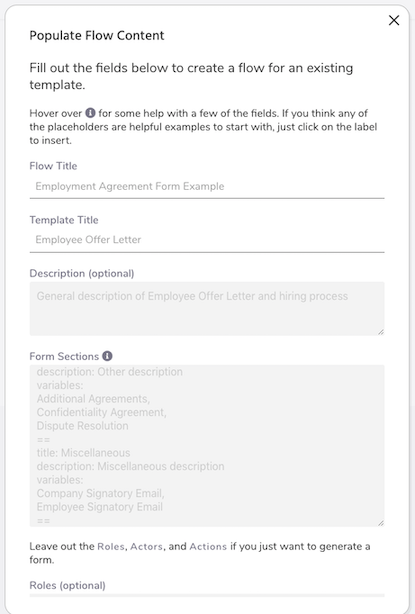 Populate Flow Content
Fill out the fields below to create a flow for an existing
template.
Hover over for some help with a few of the fields. If you think any of
the placeholders are helpful examples to start with, just click on the label
to insert.
Flow Title
Employment Agreement Form Example
Template Title
Employee Offer Letter
Description (optional)
General description of Employee Offer Letter and hiring process
Form Sections
description: Other description
variables:
Additional Agreements,
Confidentiality Agreement,
Dispute Resolution
==
title: Miscellaneous
description: Miscellaneous description
variables:
Company Signatory Email,
Employee Signatory Email
==
Leave out the Roles, Actors, and Actions if you just want to generate a
form.
Roles (optional)